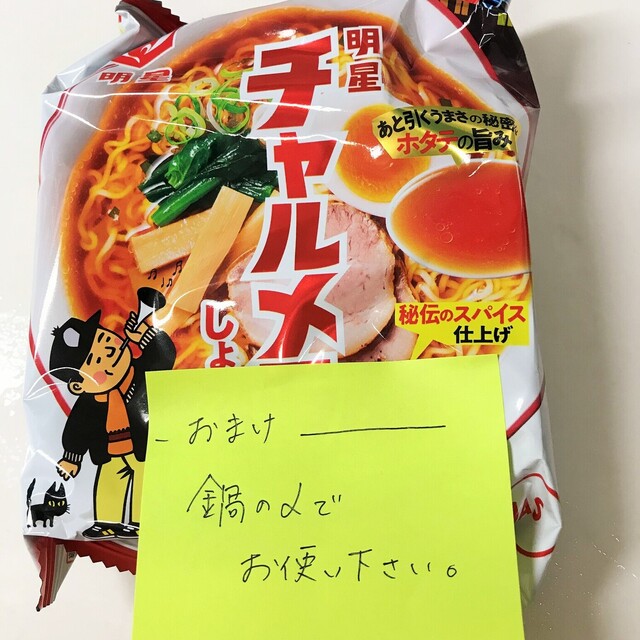 明星
明星
チャルメ
しょ
あと引くうまさの秘密
ホタテの旨み
秘伝のスパイス
仕上げ
おまけ
鍋の〆で
お使い下さい。